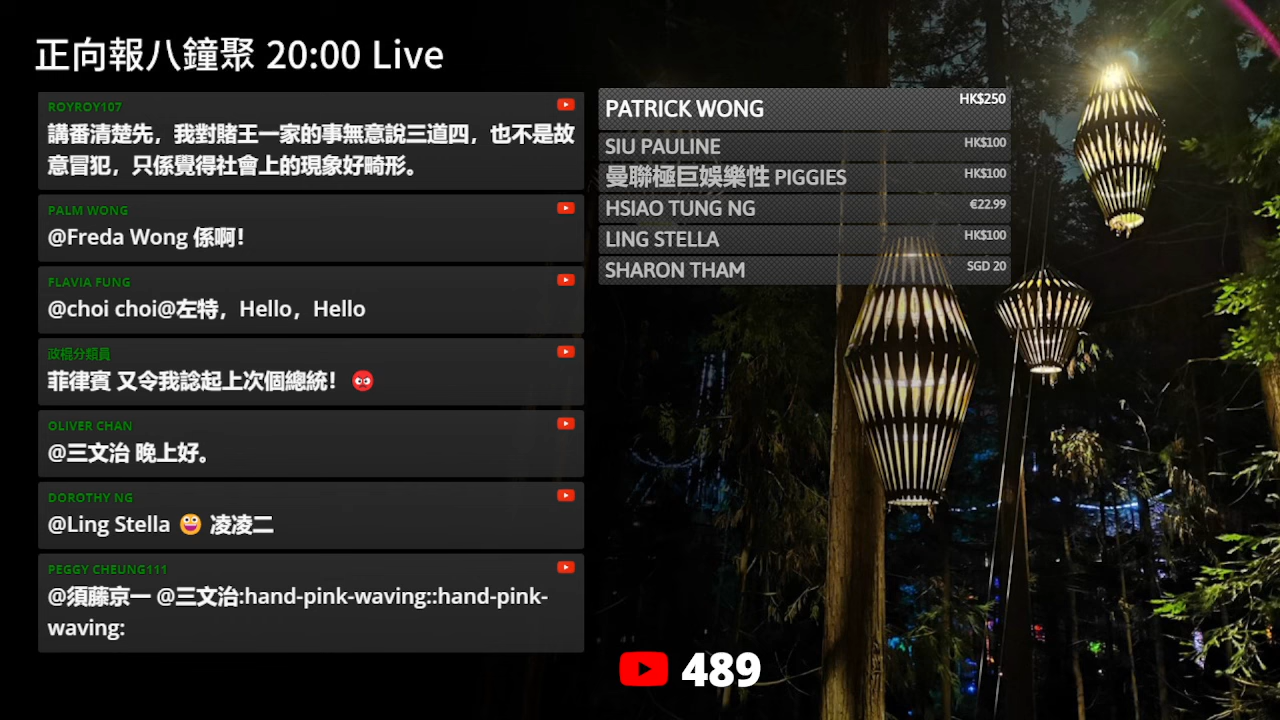 正向報八鐘聚 20:00 Live
ROYROY107
講番清楚先，我對賭王一家的事無意說三道四，也不是故
意冒犯，只係覺得社會上的現象好畸形。
PALM WONG
@Freda Wong 係啊！
FLAVIA FUNG
@choi choi@左特，Hello，Hello
政棍分類員
菲律賓 又令我諗起上次個總統！
OLIVER CHAN
@三文治 晚上好。
DOROTHY NG
@Ling Stella 凌凌二
PEGGY CHEUNG111
@須藤京一 @三文治:hand-pink-waving::hand-pink-
waving:
PATRICK WONG HK$250
SIU PAULINE HK$100
曼聯極巨娛樂性 PIGGIES HK$100
HSIAO TUNG NG €22.99
LING STELLA HK$100
SHARON THAM SGD 20
489